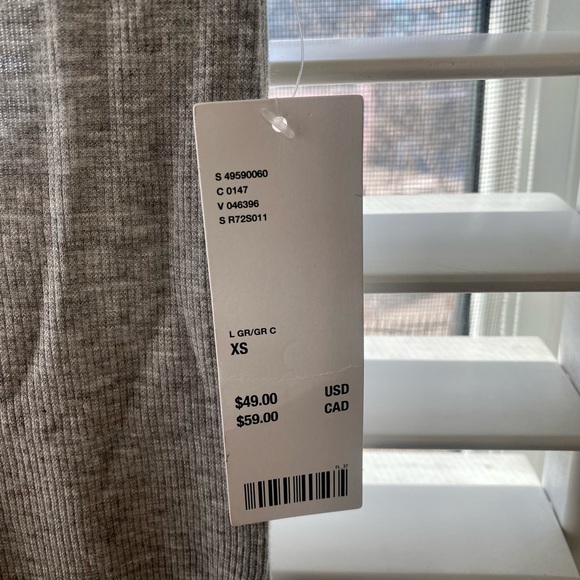 S 49590060
C 0147
V 046396
S R72S011
L GR/GR C
XS
$49.00 USD
$59.00 CAD